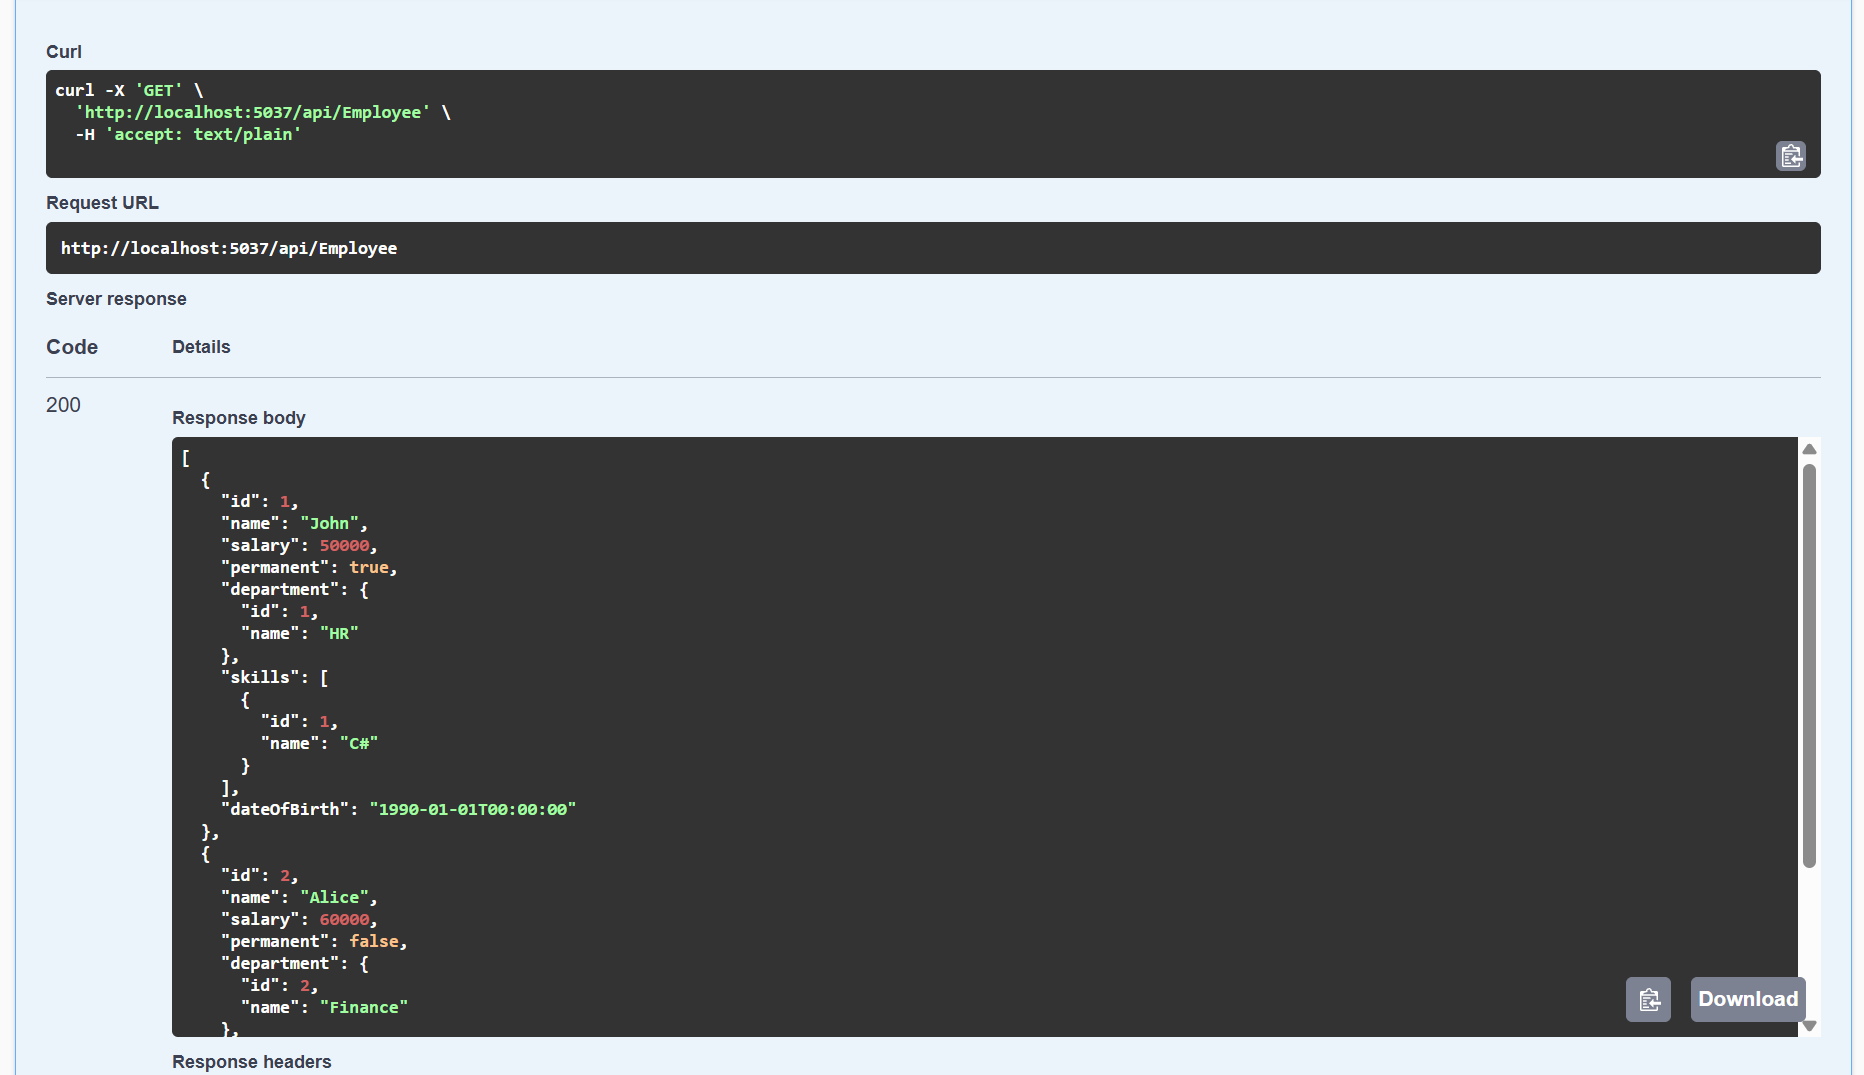 Curl
curl -X 'GET' \
  'http://localhost:5037/api/Employee' \
  -H 'accept: text/plain'
Request URL
http://localhost:5037/api/Employee
Server response
Code Details
200
Response body
[
  {
    "id": 1,
    "name": "John",
    "salary": 50000,
    "permanent": true,
    "department": {
      "id": 1,
      "name": "HR"
    },
    "skills": [
      {
        "id": 1,
        "name": "C#"
      }
    ],
    "dateOfBirth": "1990-01-01T00:00:00"
  },
  {
    "id": 2,
    "name": "Alice",
    "salary": 60000,
    "permanent": false,
    "department": {
      "id": 2,
      "name": "Finance"
    },
Download
Response headers